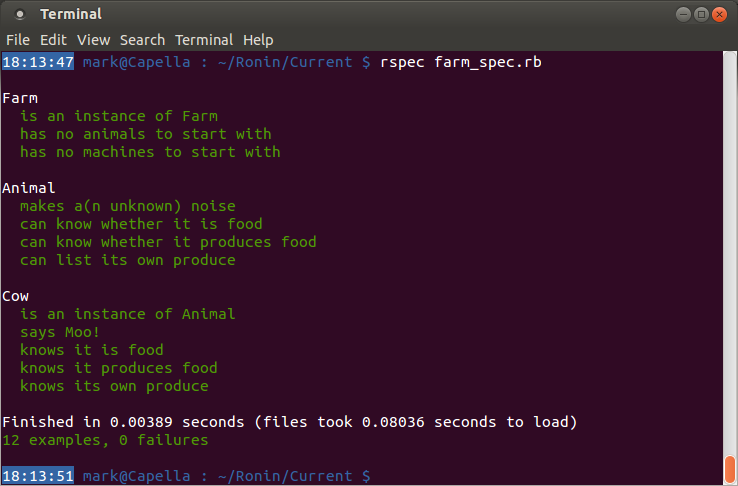 Terminal
File Edit View Search Terminal Help
18:13:47 mark@Capella : ~/Ronin/Current $ rspec farm_spec.rb
Farm
is an instance of Farm
has no animals to start with
has no machines to start with
Animal
makes a(n unknown) noise
can know whether it is food
can know whether it produces food
can list its own produce
Cow
is an instance of Animal
says Moo!
knows it is food
knows it produces food
knows its own produce
Finished in 0.00389 seconds (files took 0.08036 seconds to load)
12 examples, 0 failures
18:13:51 mark@Capella : ~/Ronin/Current $